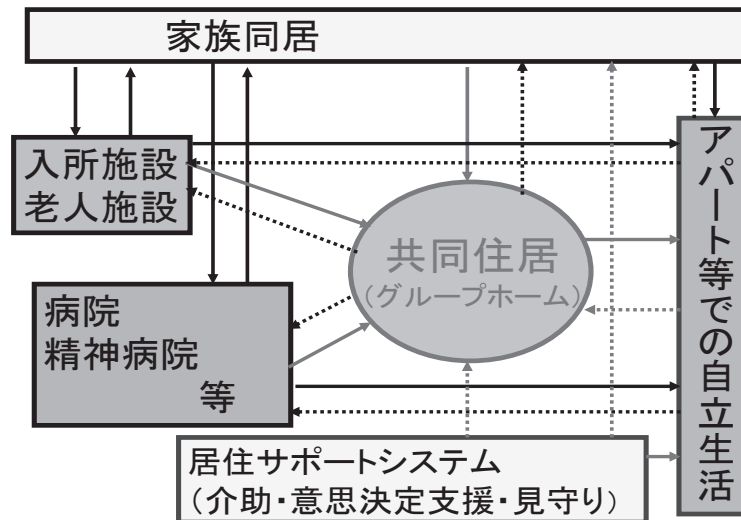 家族同居
入所施設
老人施設
共同住居
（グループホーム）
病院
精神病院
等
アパート等での自立生活
居住サポートシステム
（介助・意思決定支援・見守り）